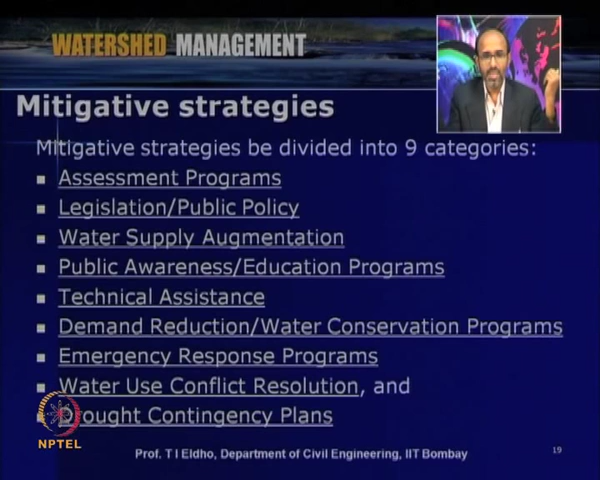 WATERSHED MANAGEMENT
Mitigative strategies
Mitigative strategies be divided into 9 categories:
Assessment Programs
Legislation/Public Policy
Water Supply Augmentation
Public Awareness/Education Programs
Technical Assistance
Demand Reduction/Water Conservation Programs
Emergency Response Programs
Water Use Conflict Resolution, and
Drought Contingency Plans
NPTEL
Prof. T I Eldho, Department of Civil Engineering, IIT Bombay
19